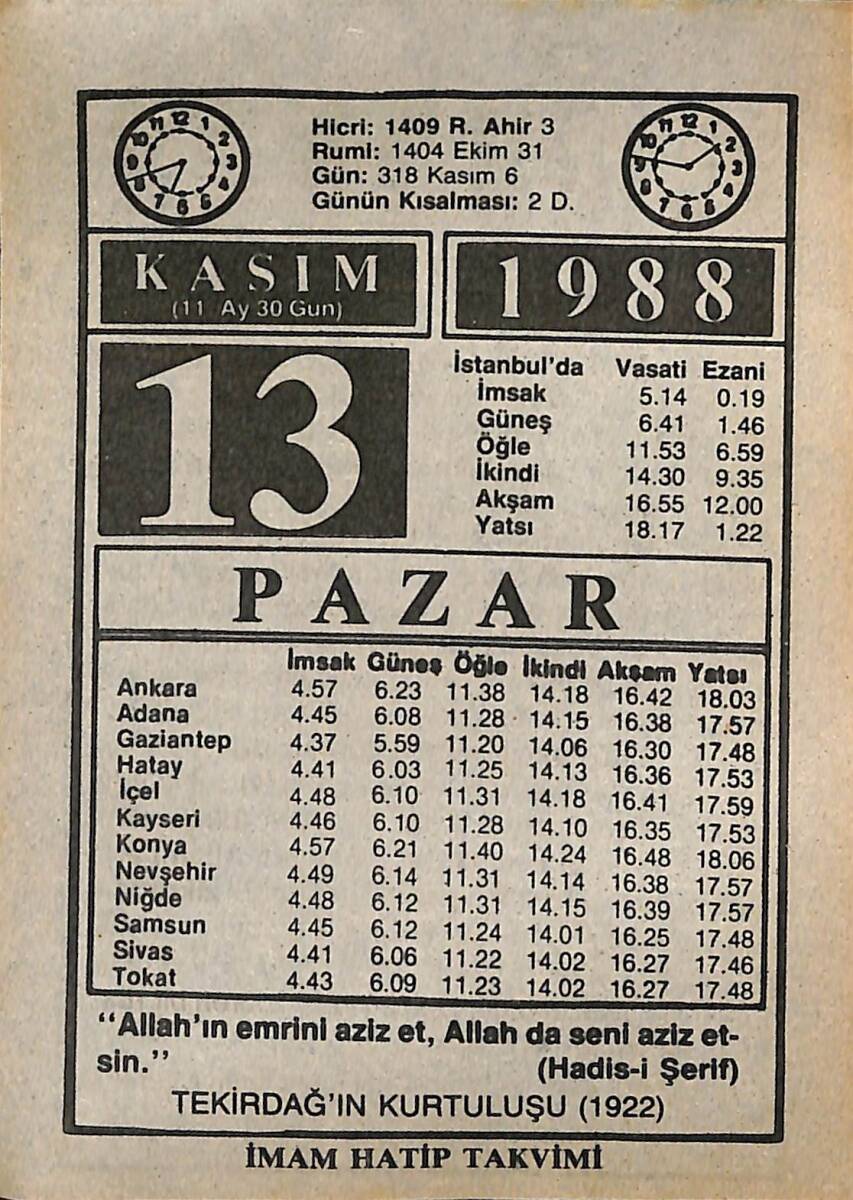 Hicri: 1409 R. Ahir 3
Rumi: 1404 Ekim 31
Gün: 318 Kasım 6
Günün Kısalması: 2 D.
KASIM
(11 Ay 30 Gun)
1988
13
İstanbul'da Vasati Ezani
İmsak 5.14 0.19
Güneş 6.41 1.46
Öğle 11.53 6.59
İkindi 14.30 9.35
Akşam 16.55 12.00
Yatsı 18.17 1.22
PAZAR
İmsak Güneş Öğle İkindi Akşam Yatsı
Ankara 4.57 6.23 11.38 14.18 16.42 18.03
Adana 4.45 6.08 11.28 14.15 16.38 17.57
Gaziantep 4.37 5.59 11.20 14.06 16.30 17.48
Hatay 4.41 6.03 11.25 14.13 16.36 17.53
İçel 4.48 6.10 11.31 14.18 16.41 17.59
Kayseri 4.46 6.10 11.28 14.10 16.35 17.53
Konya 4.57 6.21 11.40 14.24 16.48 18.06
Nevşehir 4.49 6.14 11.31 14.14 16.38 17.57
Niğde 4.48 6.12 11.31 14.15 16.39 17.57
Samsun 4.45 6.12 11.24 14.01 16.25 17.48
Sivas 4.41 6.06 11.22 14.02 16.27 17.46
Tokat 4.43 6.09 11.23 14.02 16.27 17.48
"Allah'ın emrini aziz et, Allah da seni aziz et-
sin." (Hadis-i Şerif)
TEKİRDAĞ'IN KURTULUŞU (1922)
İMAM HATİP TAKVİMİ